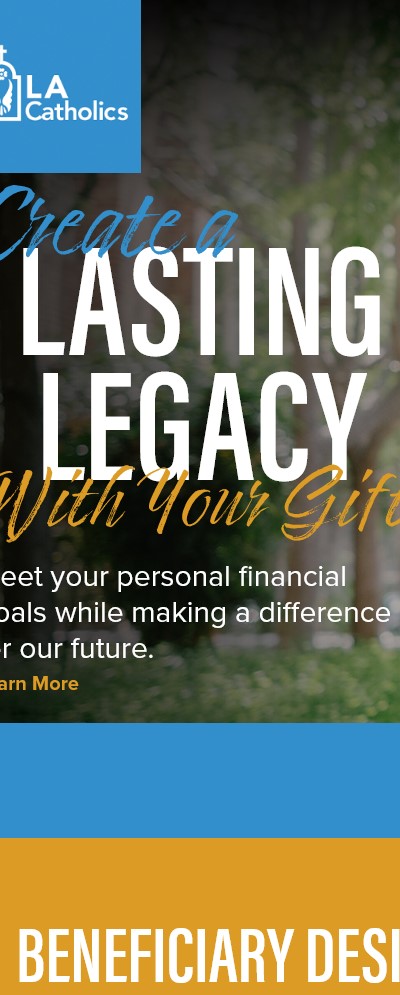 LA
Catholics
Create a
LASTING
LEGACY
With Your Gift
eet your personal financial
oals while making a difference
r our future.
arn More
BENEFICIARY DESI